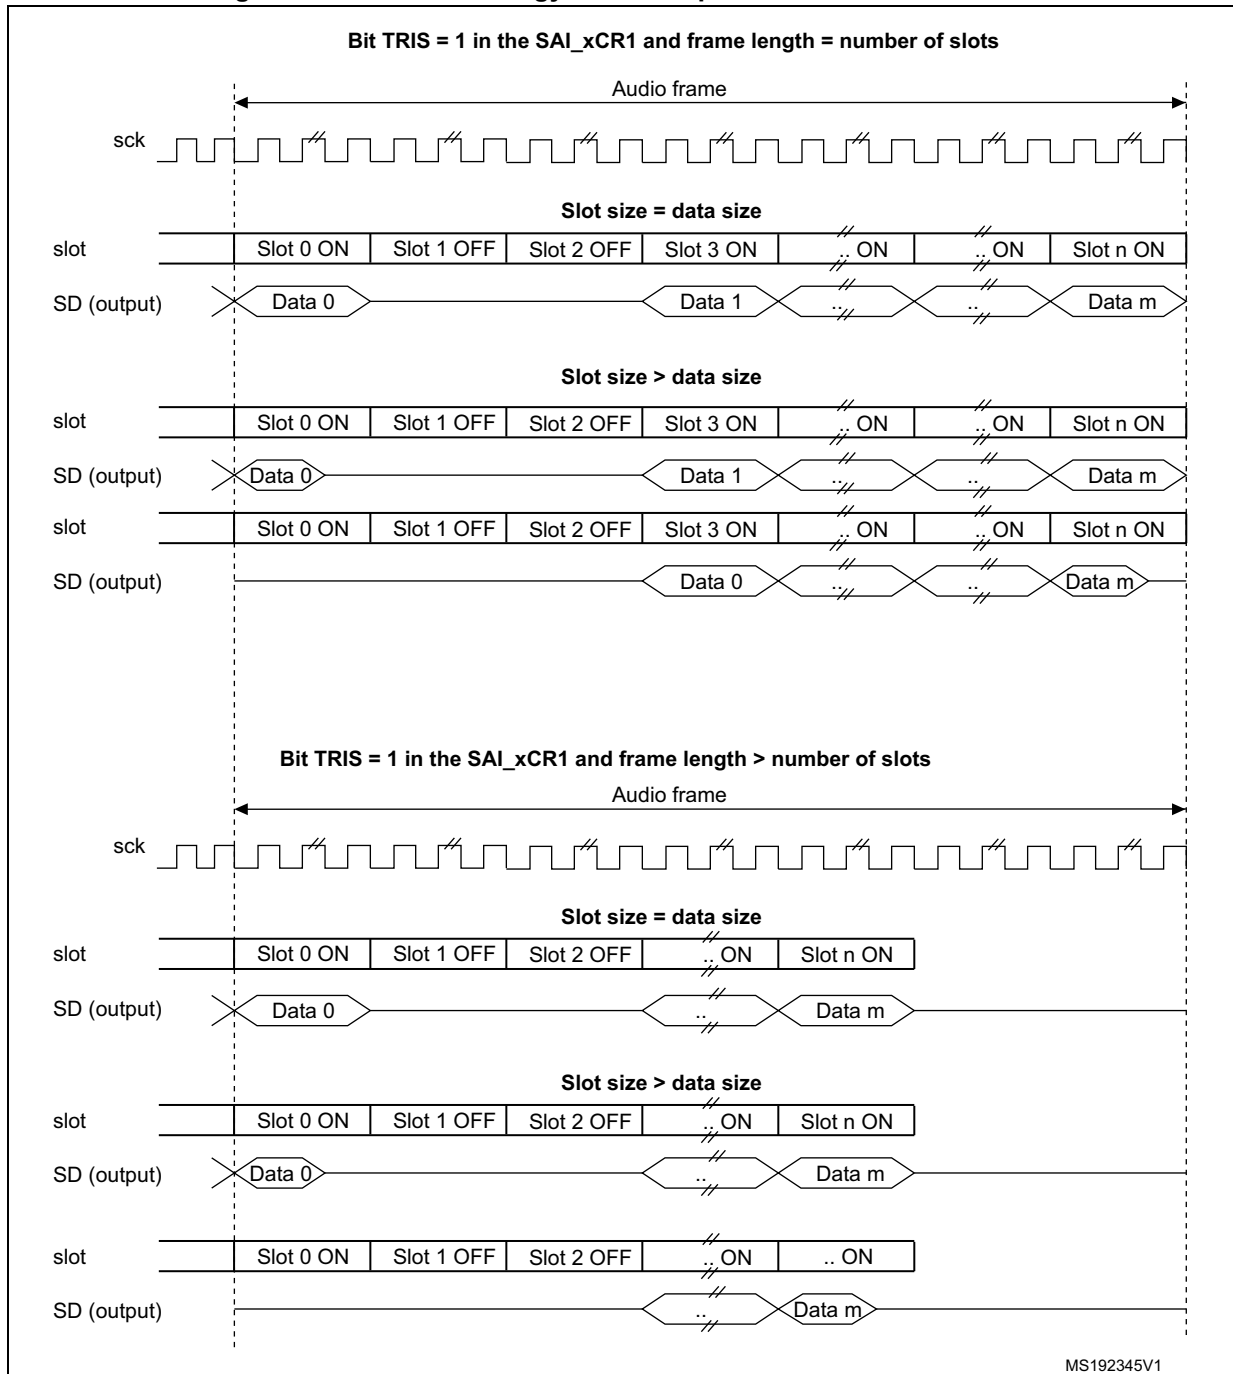 Bit TRIS = 1 in the SAI_xCR1 and frame length = number of slots
Audio frame
sck
Slot size = data size
slot Slot 0 ON Slot 1 OFF Slot 2 OFF Slot 3 ON .. ON .. ON Slot n ON
SD (output) Data 0 Data 1 .. .. Data m
Slot size > data size
slot Slot 0 ON Slot 1 OFF Slot 2 OFF Slot 3 ON .. ON .. ON Slot n ON
SD (output) Data 0 Data 1 .. .. Data m
slot Slot 0 ON Slot 1 OFF Slot 2 OFF Slot 3 ON .. ON .. ON Slot n ON
SD (output) Data 0 .. .. Data m
Bit TRIS = 1 in the SAI_xCR1 and frame length > number of slots
Audio frame
sck
Slot size = data size
slot Slot 0 ON Slot 1 OFF Slot 2 OFF .. ON Slot n ON
SD (output) Data 0 .. Data m
Slot size > data size
slot Slot 0 ON Slot 1 OFF Slot 2 OFF .. ON Slot n ON
SD (output) Data 0 .. Data m
slot Slot 0 ON Slot 1 OFF Slot 2 OFF .. ON .. ON
SD (output) .. Data m
MS192345V1